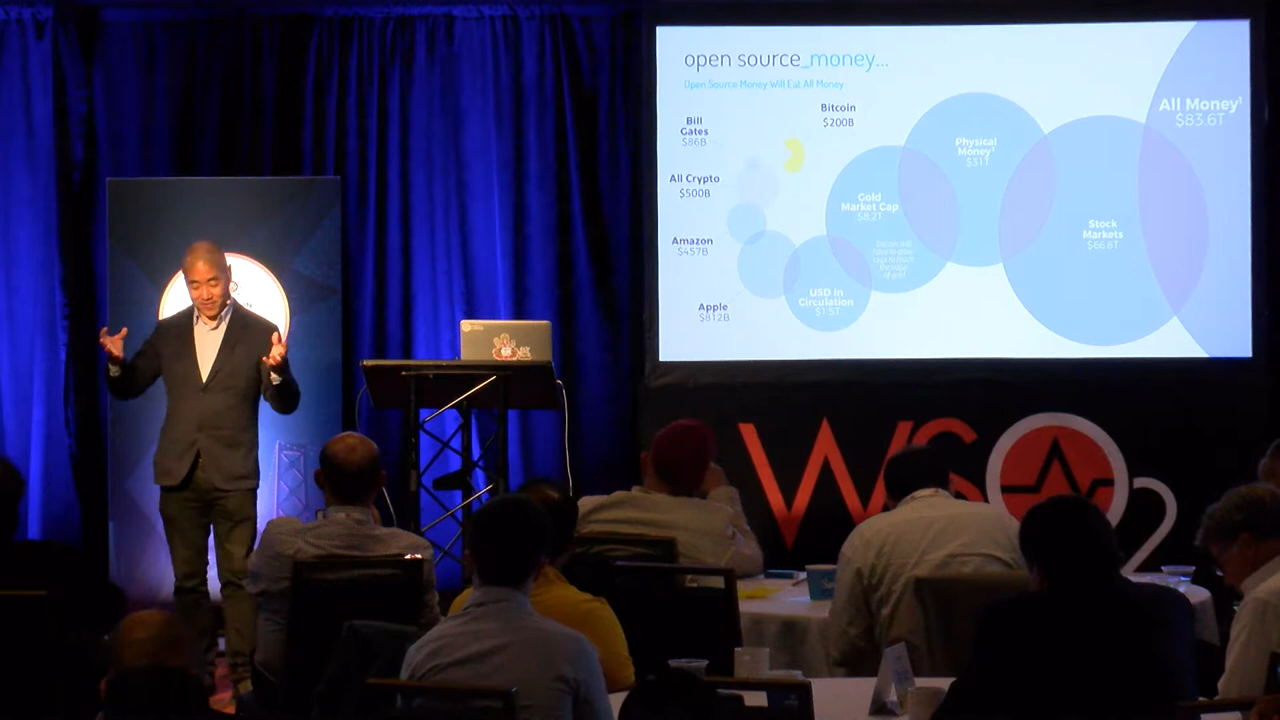 open source_money...
Open Source Money Will Eat All Money
Bill
Gates
$86B
Bitcoin
$200B
All Crypto
$500B
Amazon
$457B
Apple
$812B
USD in
Circulation
$1.5T
Gold
Market Cap
$8.2T
Physical
Money
$31T
Stock
Markets
$66.8T
All Money¹
$83.6T
WSO2